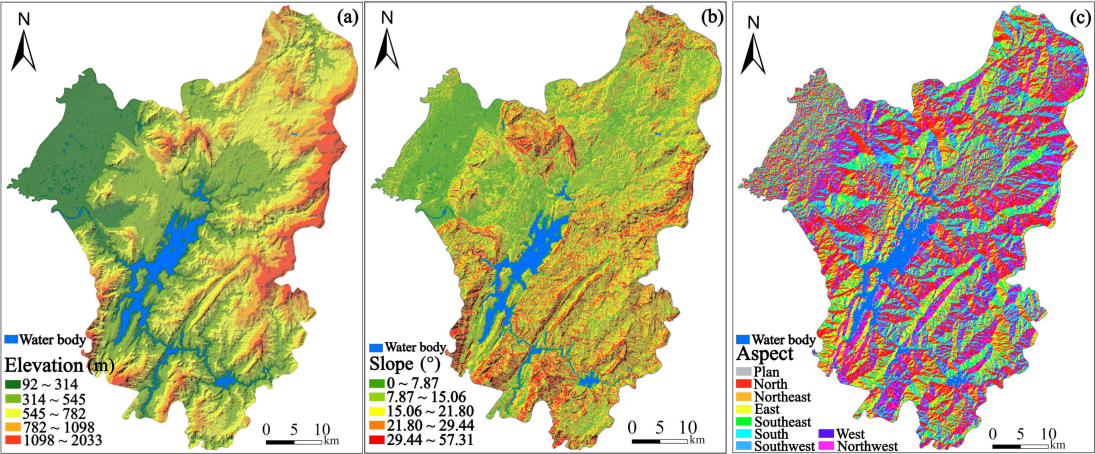 N
(a)
Water body
Elevation (m)
92 ~ 314
314 ~ 545
545 ~ 782
782 ~ 1098
1098 ~ 2033
0 5 10
km
N
(b)
Water body
Slope (°)
0 ~ 7.87
7.87 ~ 15.06
15.06 ~ 21.80
21.80 ~ 29.44
29.44 ~ 57.31
0 5 10
km
N
(c)
Water body
Aspect
Plan
North
Northeast
East
Southeast
South West
Southwest Northwest
0 5 10
km